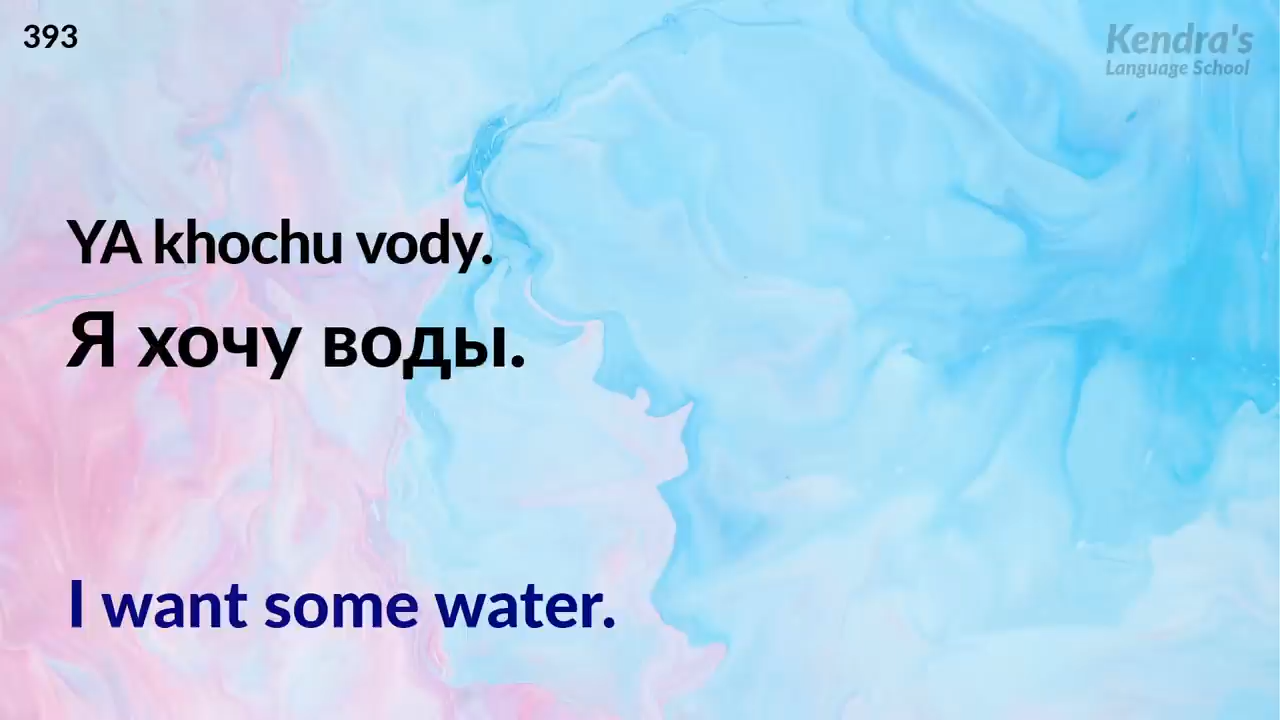 393
Kendra's
Language School
YA khochu vody.
Я хочу воды.
I want some water.